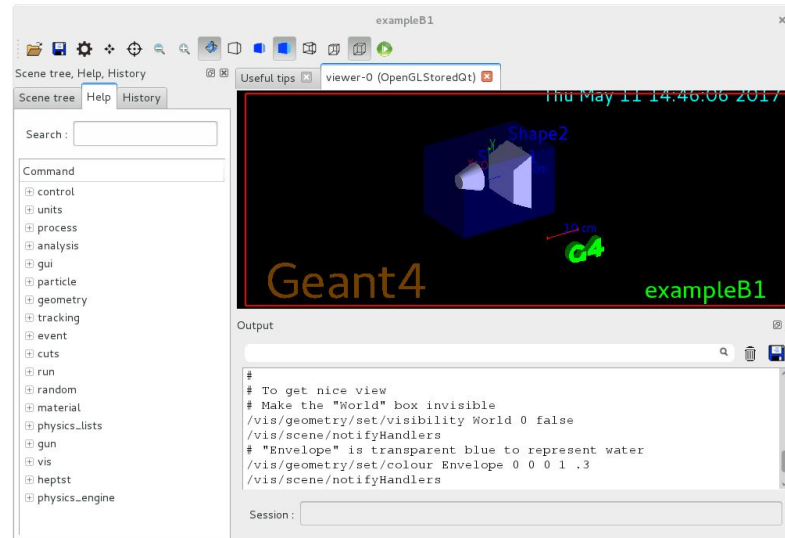 exampleB1
Scene tree, Help, History
Useful tips
viewer-0 (OpenGLStoredQt)
Scene tree
Help
History
Thu May 11 14:46:06 2017
Search :
Shape2
y
Command
control
units
10 cm
process
G4
analysis
gui
Geant4
exampleB1
particle
geometry
tracking
Output
event
cuts
run
#
random
# To get nice view
material
# Make the "World" box invisible
physics_lists
/vis/geometry/set/visibility World 0 false
gun
/vis/scene/notifyHandlers
vis
# "Envelope" is transparent blue to represent water
heptst
/vis/geometry/set/colour Envelope 0 0 0 1 .3
physics_engine
/vis/scene/notifyHandlers
Session :